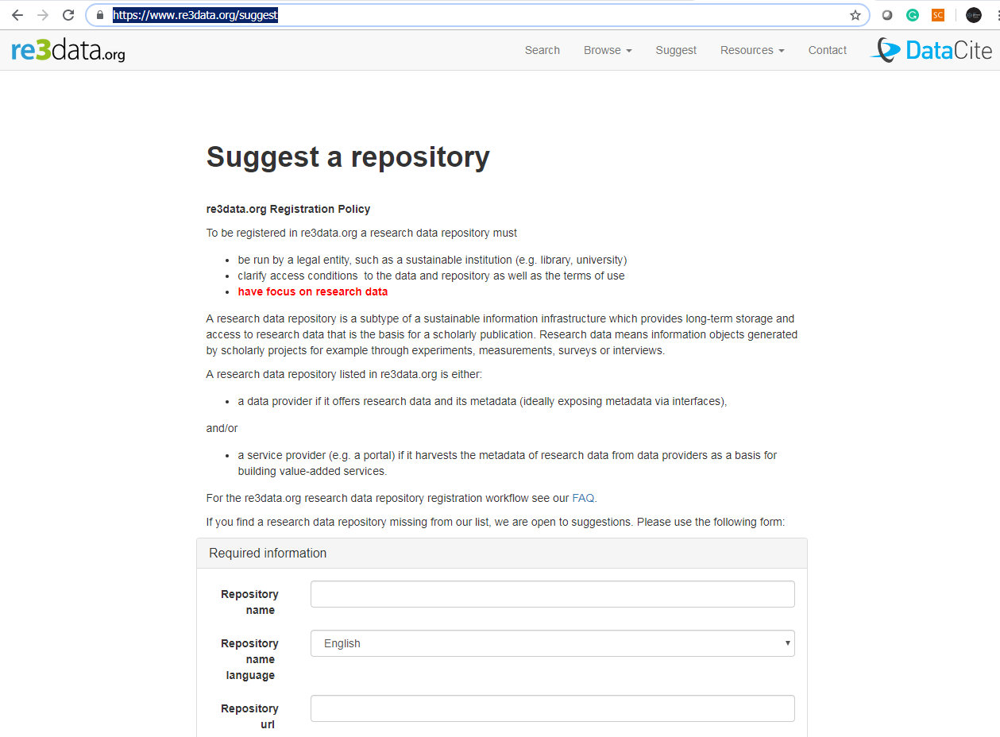 https://www.re3data.org/suggest
SC
re3data.org
Search Browse Suggest Resources Contact
DataCite
Suggest a repository
re3data.org Registration Policy
To be registered in re3data.org a research data repository must
be run by a legal entity, such as a sustainable institution (e.g. library, university)
clarify access conditions  to the data and repository as well as the terms of use
have focus on research data
A research data repository is a subtype of a sustainable information infrastructure which provides long-term storage and
access to research data that is the basis for a scholarly publication. Research data means information objects generated
by scholarly projects for example through experiments, measurements, surveys or interviews.
A research data repository listed in re3data.org is either:
a data provider if it offers research data and its metadata (ideally exposing metadata via interfaces),
and/or
a service provider (e.g. a portal) if it harvests the metadata of research data from data providers as a basis for
building value-added services.
For the re3data.org research data repository registration workflow see our FAQ.
If you find a research data repository missing from our list, we are open to suggestions. Please use the following form:
Required information
Repository
name
Repository
name
language
English
Repository
url